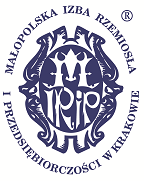 MAŁOPOLSKA IZBA RZEMIOSŁA
®
I PRZEDSIĘBIORCZOŚCI W KRAKOWIE
M
I
R
i
P